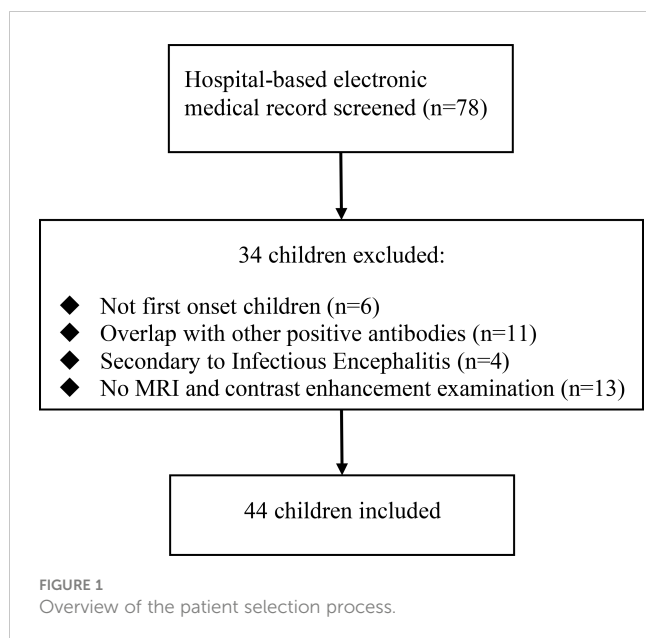 Hospital-based electronic
medical record screened (n=78)
34 children excluded:
◆ Not first onset children (n=6)
◆ Overlap with other positive antibodies (n=11)
◆ Secondary to Infectious Encephalitis (n=4)
◆ No MRI and contrast enhancement examination (n=13)
44 children included
FIGURE 1
Overview of the patient selection process.